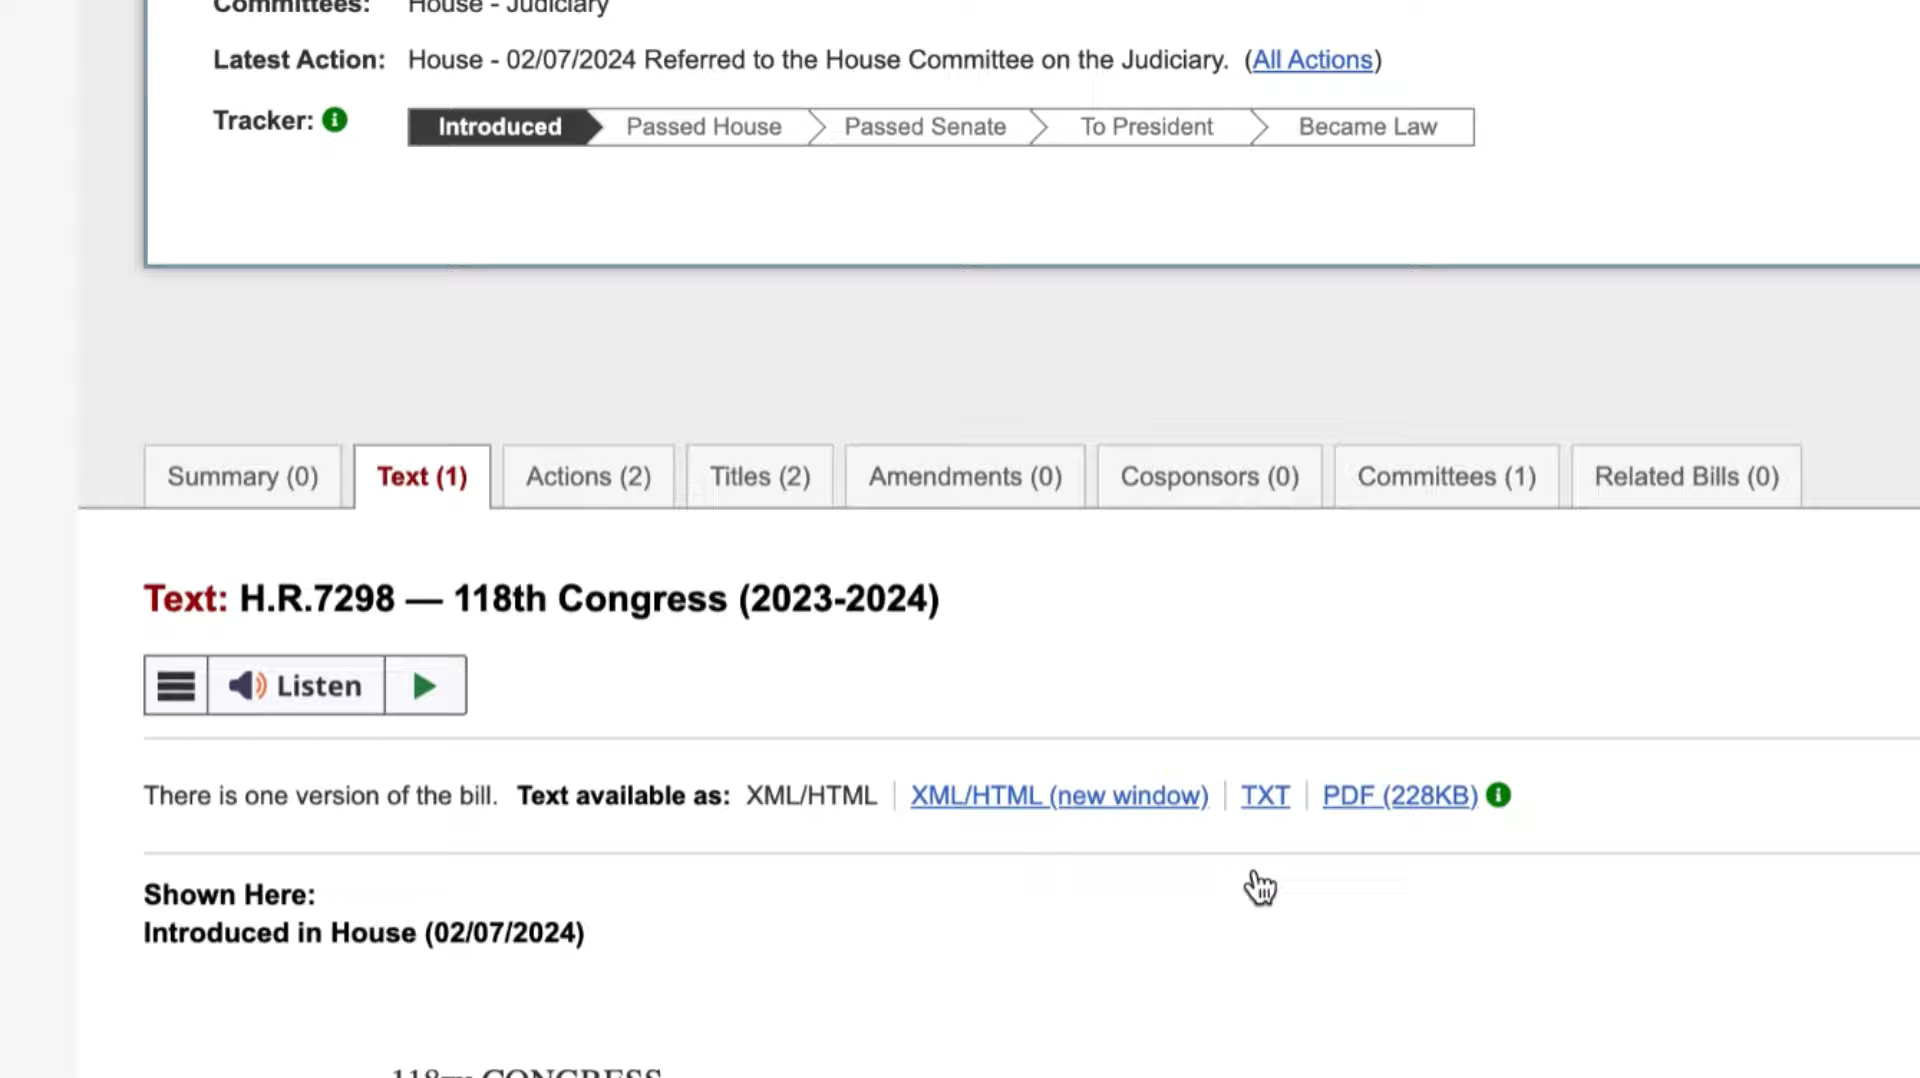 Committees: House - Judiciary
Latest Action: House - 02/07/2024 Referred to the House Committee on the Judiciary. (All Actions)
Tracker: Introduced Passed House Passed Senate To President Became Law
Summary (0) Text (1) Actions (2) Titles (2) Amendments (0) Cosponsors (0) Committees (1) Related Bills (0)
Text: H.R.7298 — 118th Congress (2023-2024)
Listen
There is one version of the bill. Text available as: XML/HTML XML/HTML (new window) TXT PDF (228KB)
Shown Here:
Introduced in House (02/07/2024)
118TH CONGRESS